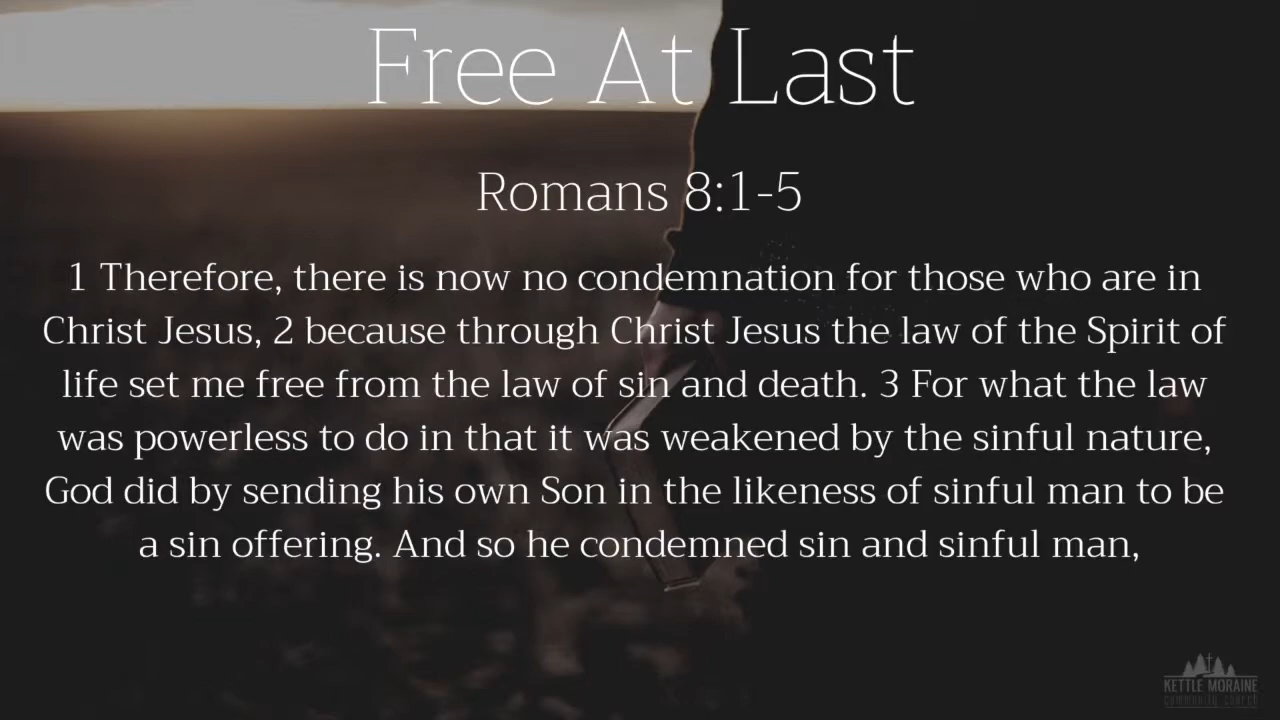 Free At Last
Romans 8:1-5
1 Therefore, there is now no condemnation for those who are in
Christ Jesus, 2 because through Christ Jesus the law of the Spirit of
life set me free from the law of sin and death. 3 For what the law
was powerless to do in that it was weakened by the sinful nature,
God did by sending his own Son in the likeness of sinful man to be
a sin offering. And so he condemned sin and sinful man,
KETTLE MORAINE
community church